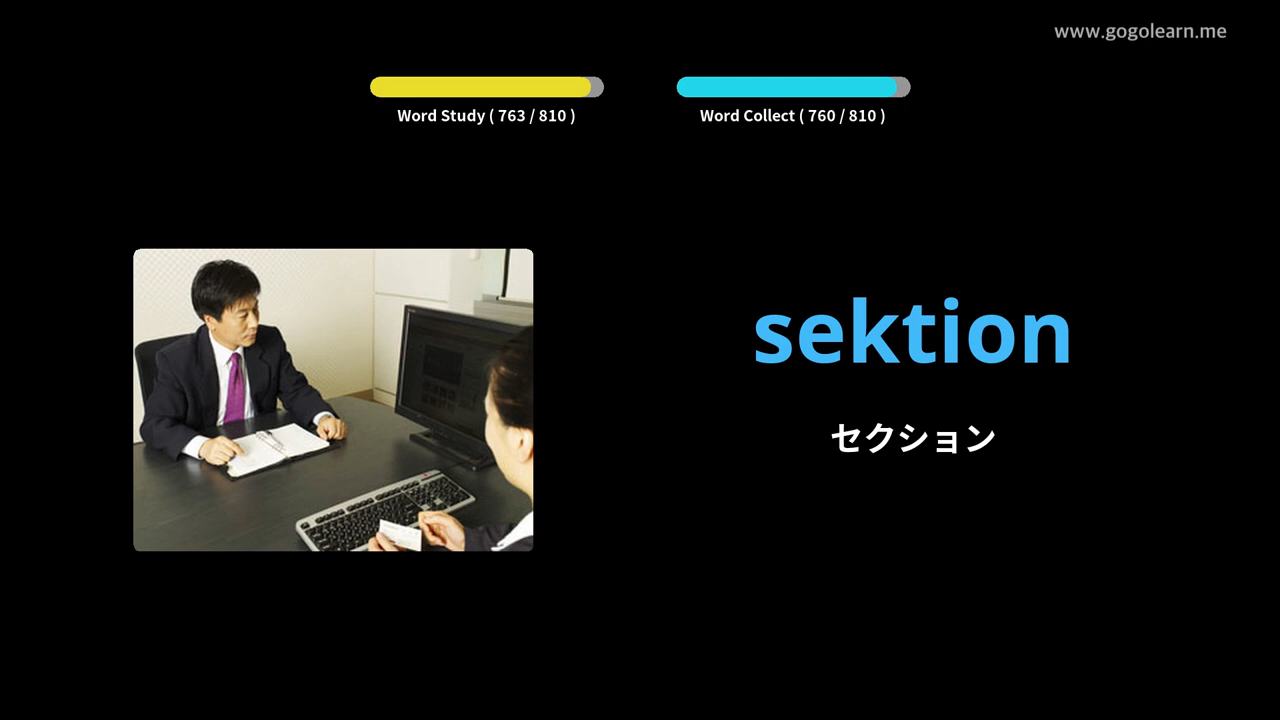 www.gogolearn.me
Word Study ( 763 / 810 )
Word Collect ( 760 / 810 )
sektion
セクション